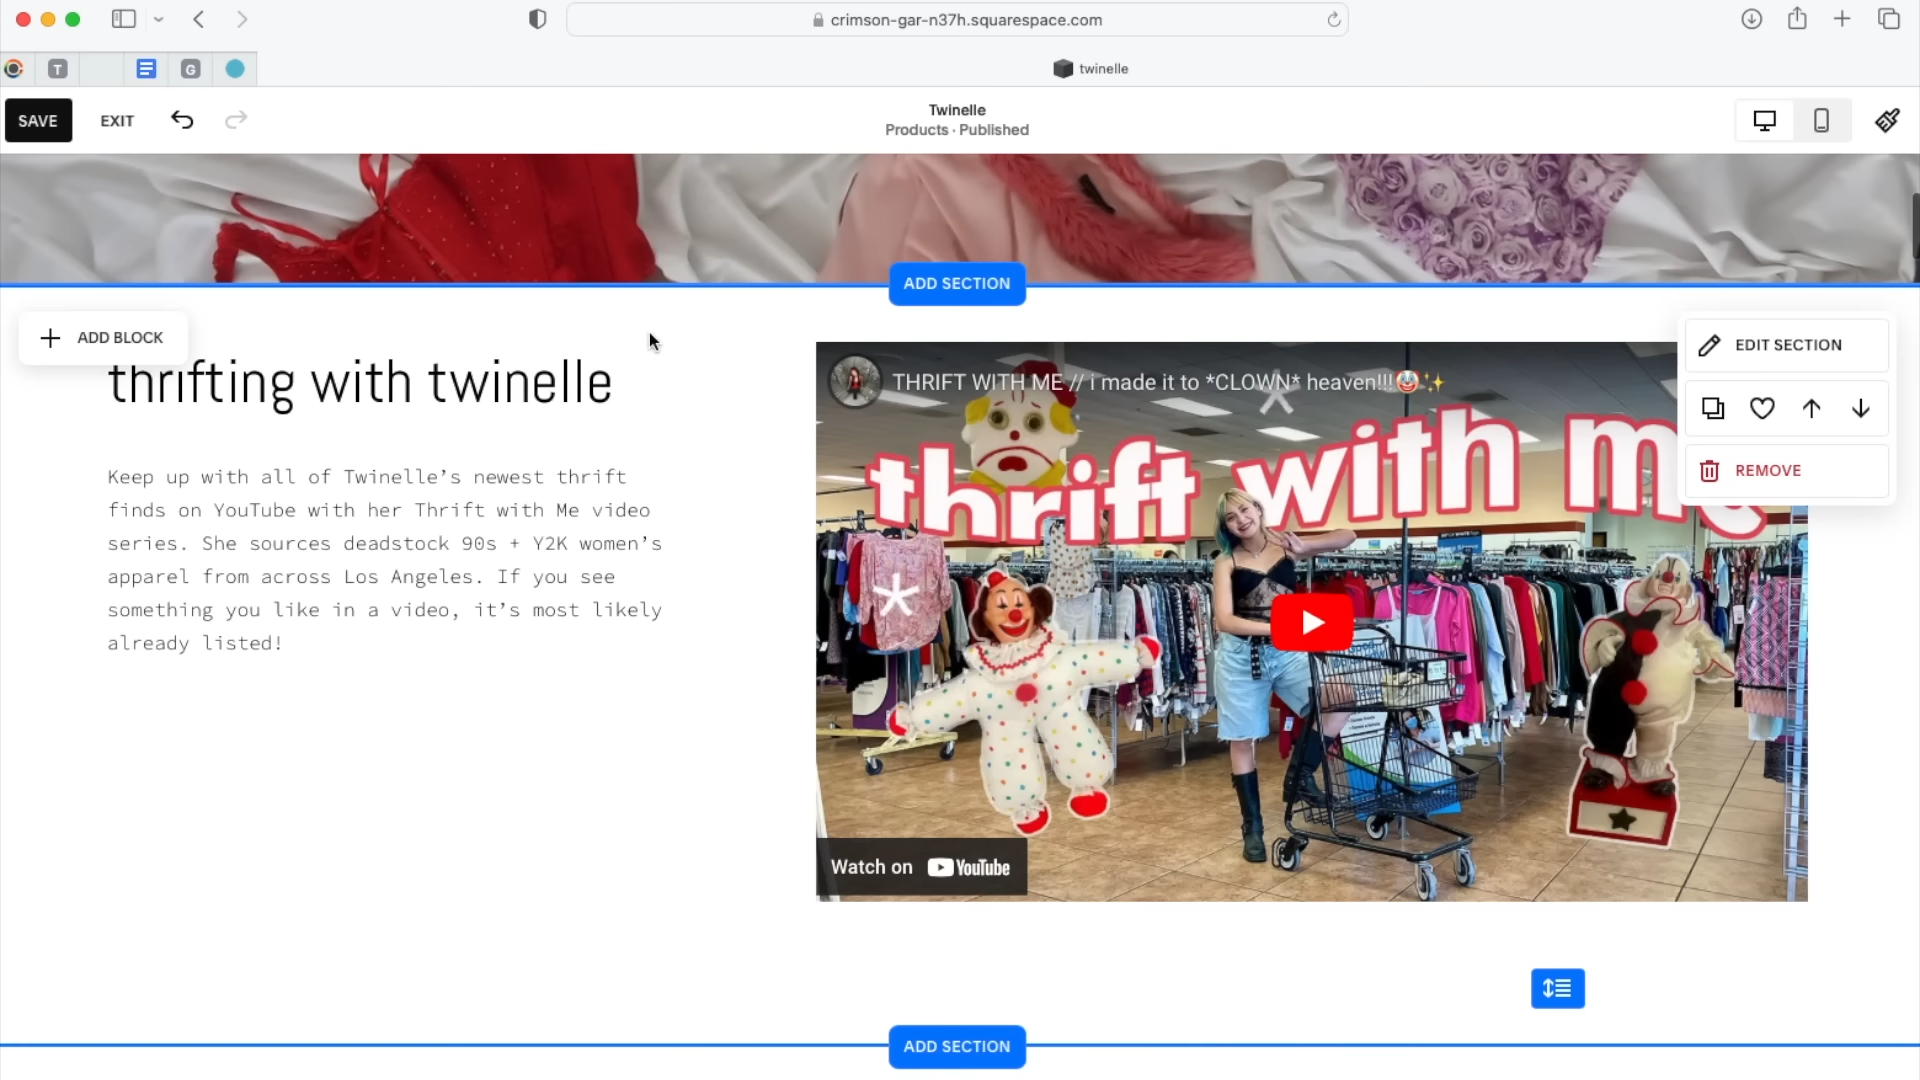 crimson-gar-n37h.squarespace.com
T
G
twinelle
SAVE
EXIT
Twinelle
Products · Published
ADD SECTION
ADD BLOCK
thrifting with twinelle
Keep up with all of Twinelle’s newest thrift
finds on YouTube with her Thrift with Me video
series. She sources deadstock 90s + Y2K women’s
apparel from across Los Angeles. If you see
something you like in a video, it’s most likely
already listed!
THRIFT WITH ME // i made it to *CLOWN* heaven!!!🤡✨
thrift with me
Watch on YouTube
EDIT SECTION
REMOVE
ADD SECTION